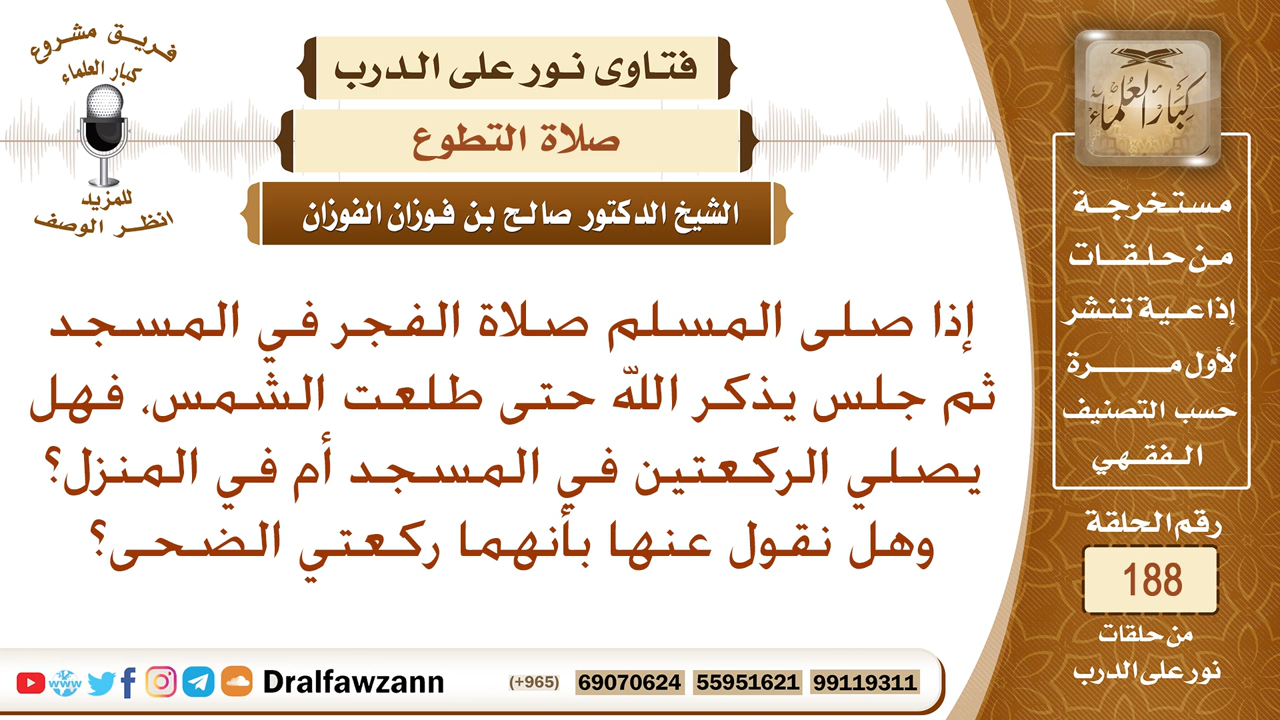 فريق مشروع
كبار العلماء
للمزيد
انظر الوصف
فتاوى نور على الدرب
صلاة التطوع
الشيخ الدكتور صالح بن فوزان الفوزان
إذا صلى المسلم صلاة الفجر في المسجد
ثم جلس يذكر الله حتى طلعت الشمس، فهل
يصلي الركعتين في المسجد أم في المنزل؟
وهل نقول عنها بأنهما ركعتي الضحى؟
كبار العلماء
مستخرجة
من حلقات
إذاعية تنشر
لأول مرة
حسب التصنيف
الفقهي
رقم الحلقة
188
من حلقات
نور على الدرب
www Dralfawzann (+965) 69070624 55951621 99119311